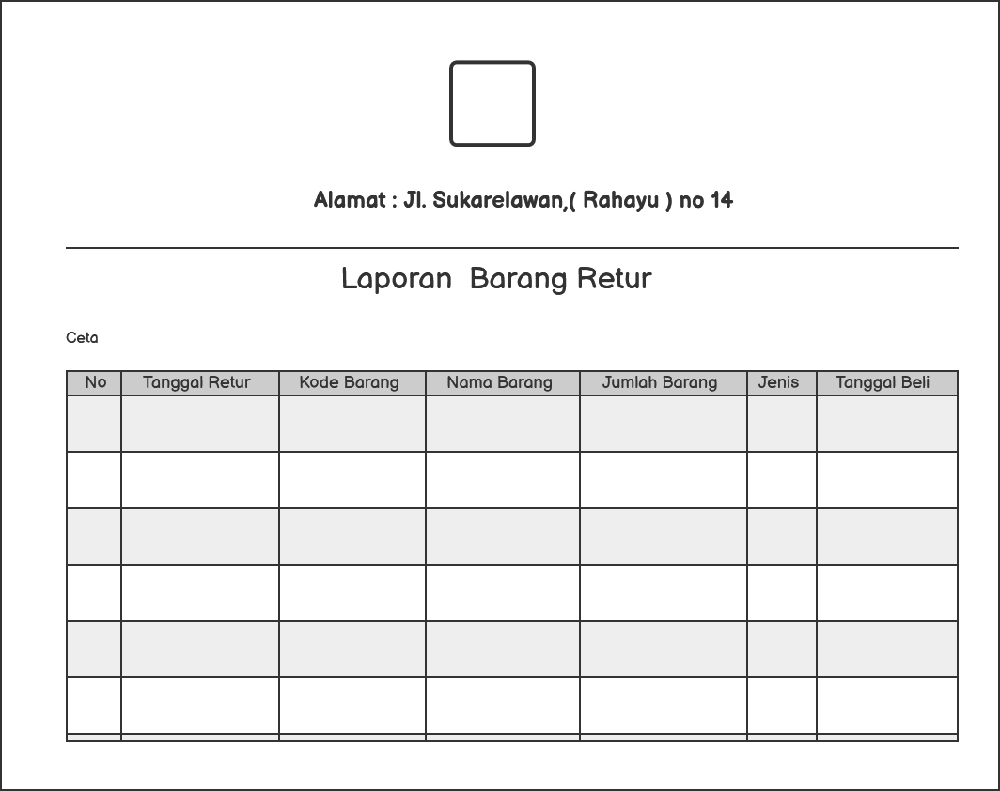 Alamat : Jl. Sukarelawan,( Rahayu ) no 14
Laporan Barang Retur
Ceta
No Tanggal Retur Kode Barang Nama Barang Jumlah Barang Jenis Tanggal Beli